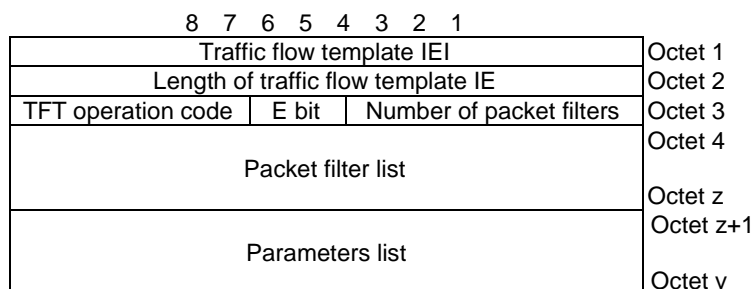 8 7 6 5 4 3 2 1
Traffic flow template IEI Octet 1
Length of traffic flow template IE Octet 2
TFT operation code E bit Number of packet filters Octet 3
Octet 4
Packet filter list
Octet z
Octet z+1
Parameters list
Octet v